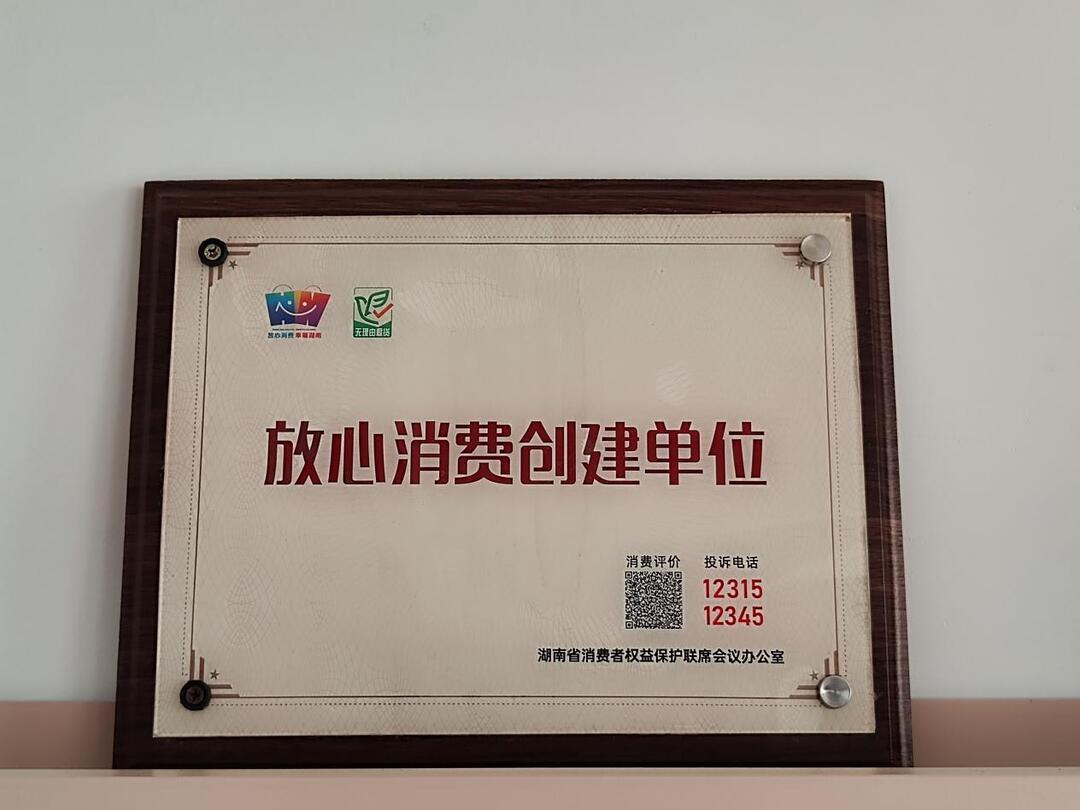 放心消费 幸福湖南
无理由退货
放心消费创建单位
消费评价 投诉电话
12315
12345
湖南省消费者权益保护联席会议办公室